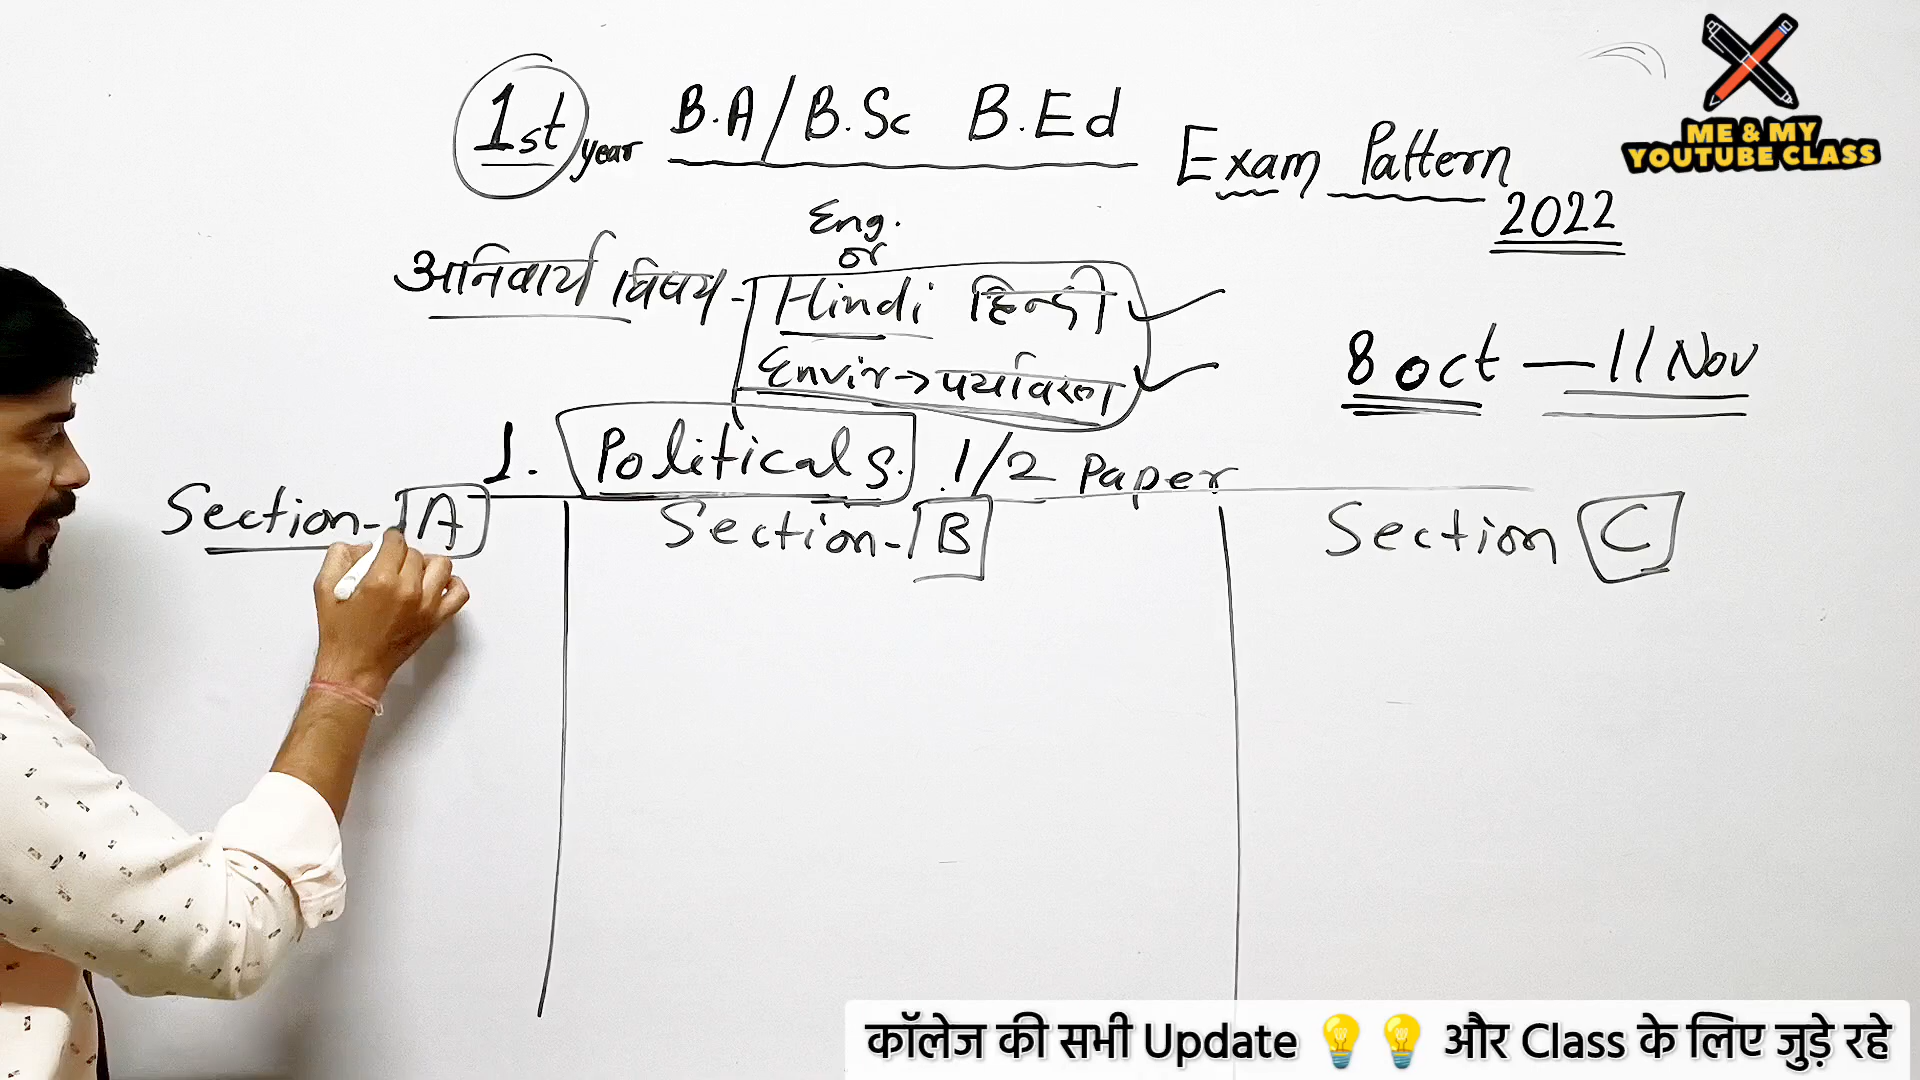 1st year B.A/B.Sc B.Ed Exam Pattern
2022
ME & MY
YOUTUBE CLASS
Eng.
or
अनिवार्य विषय - Hindi हिन्दी
Envir→पर्यावरण
8 oct — 11 Nov
1. Political S. 1/2 Paper
Section- A Section- B Section C
कॉलेज की सभी Update 💡💡 और Class के लिए जुड़े रहे